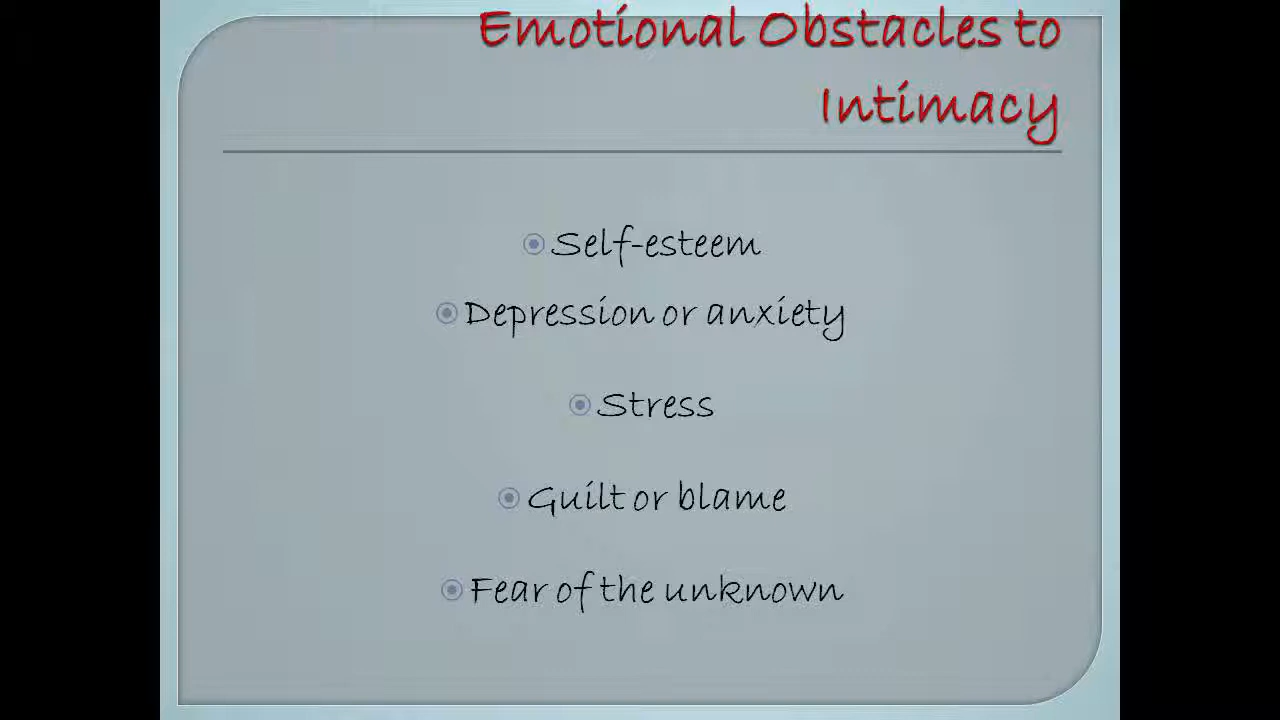 Emotional Obstacles to
Intimacy
Self-esteem
Depression or anxiety
Stress
Guilt or blame
Fear of the unknown